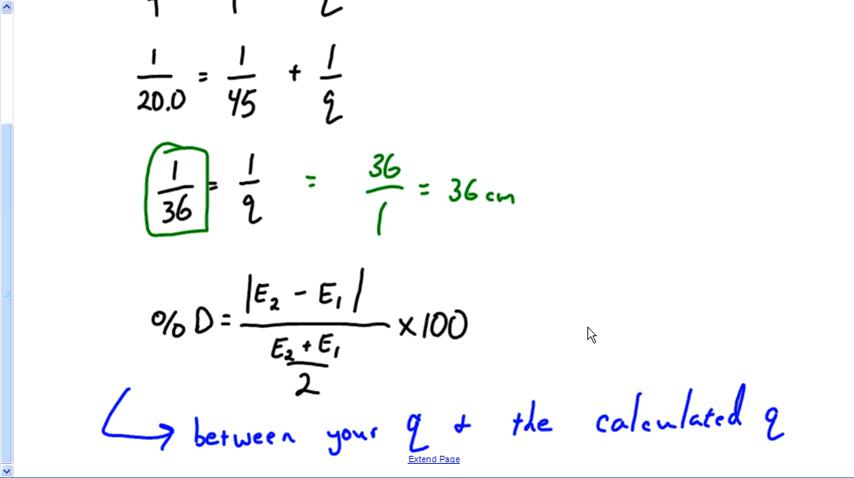 1/20.0 = 1/45 + 1/q
1/36 = 1/q = 36/1 = 36 cm
% D = |E₂ - E₁| / ((E₂ + E₁)/2) × 100
↳ between your q + the calculated q
Extend Page